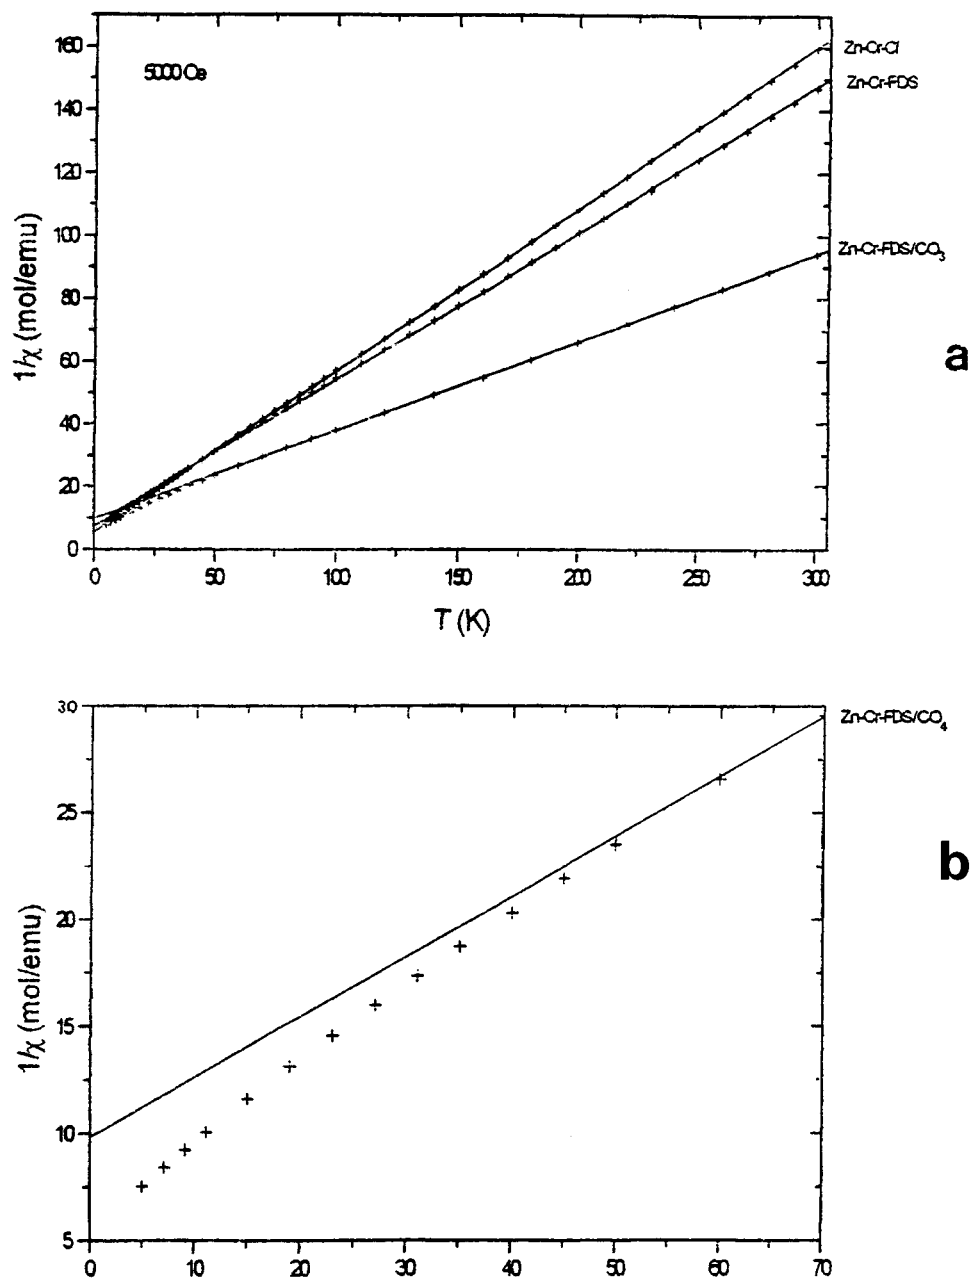 160
140
120
100
80
60
40
20
0
5000 Oe
Zn-Cr-Cl
Zn-Cr-FDS
Zn-Cr-FDS/CO3
1/χ (mol/emu)
a
0 50 100 150 200 250 300
T (K)
30
25
20
15
10
5
Zn-Cr-FDS/CO4
1/χ (mol/emu)
b
0 10 20 30 40 50 60 70